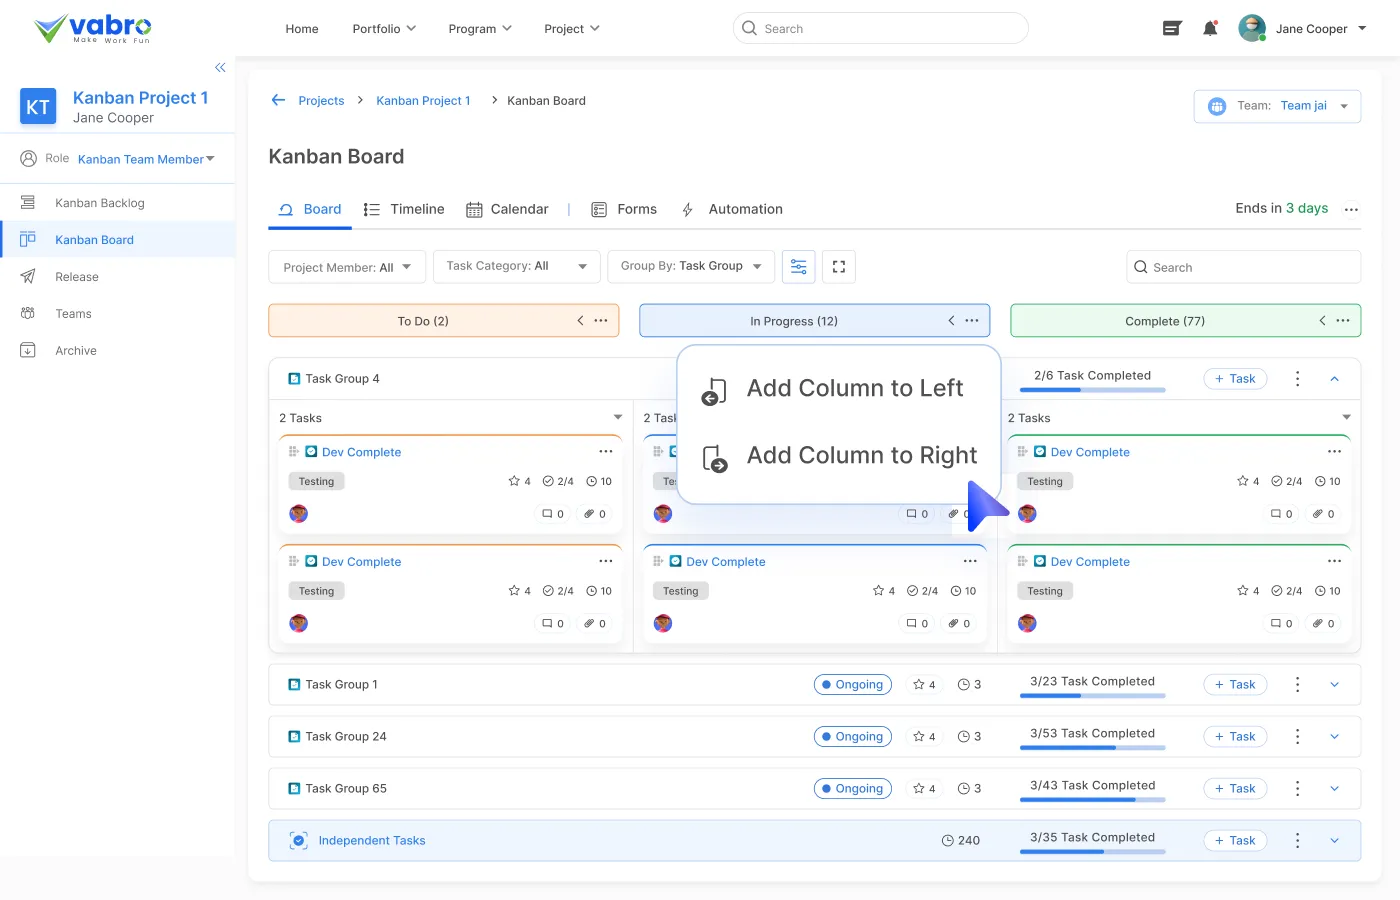 vabro
Make Work Fun
Home
Portfolio
Program
Project
Search
Jane Cooper
KT
Kanban Project 1
Jane Cooper
Role
Kanban Team Member
Kanban Backlog
Kanban Board
Release
Teams
Archive
Projects > Kanban Project 1 > Kanban Board
Team: Team jai
Kanban Board
Board
Timeline
Calendar
Forms
Automation
Ends in 3 days
Project Member: All
Task Category: All
Group By: Task Group
Search
To Do (2)
In Progress (12)
Complete (77)
Add Column to Left
Add Column to Right
Task Group 4
2/6 Task Completed
+ Task
2 Tasks
Dev Complete
Testing
4 2/4 10
0 0
Dev Complete
Testing
4 2/4 10
0 0
2 Tas
Te
0 0
Dev Complete
Testing
4 2/4 10
0 0
2 Tasks
Dev Complete
Testing
4 2/4 10
0 0
Dev Complete
Testing
4 2/4 10
0 0
Task Group 1
Ongoing
4
3
3/23 Task Completed
+ Task
Task Group 24
Ongoing
4
3
3/53 Task Completed
+ Task
Task Group 65
Ongoing
4
3
3/43 Task Completed
+ Task
Independent Tasks
240
3/35 Task Completed
+ Task